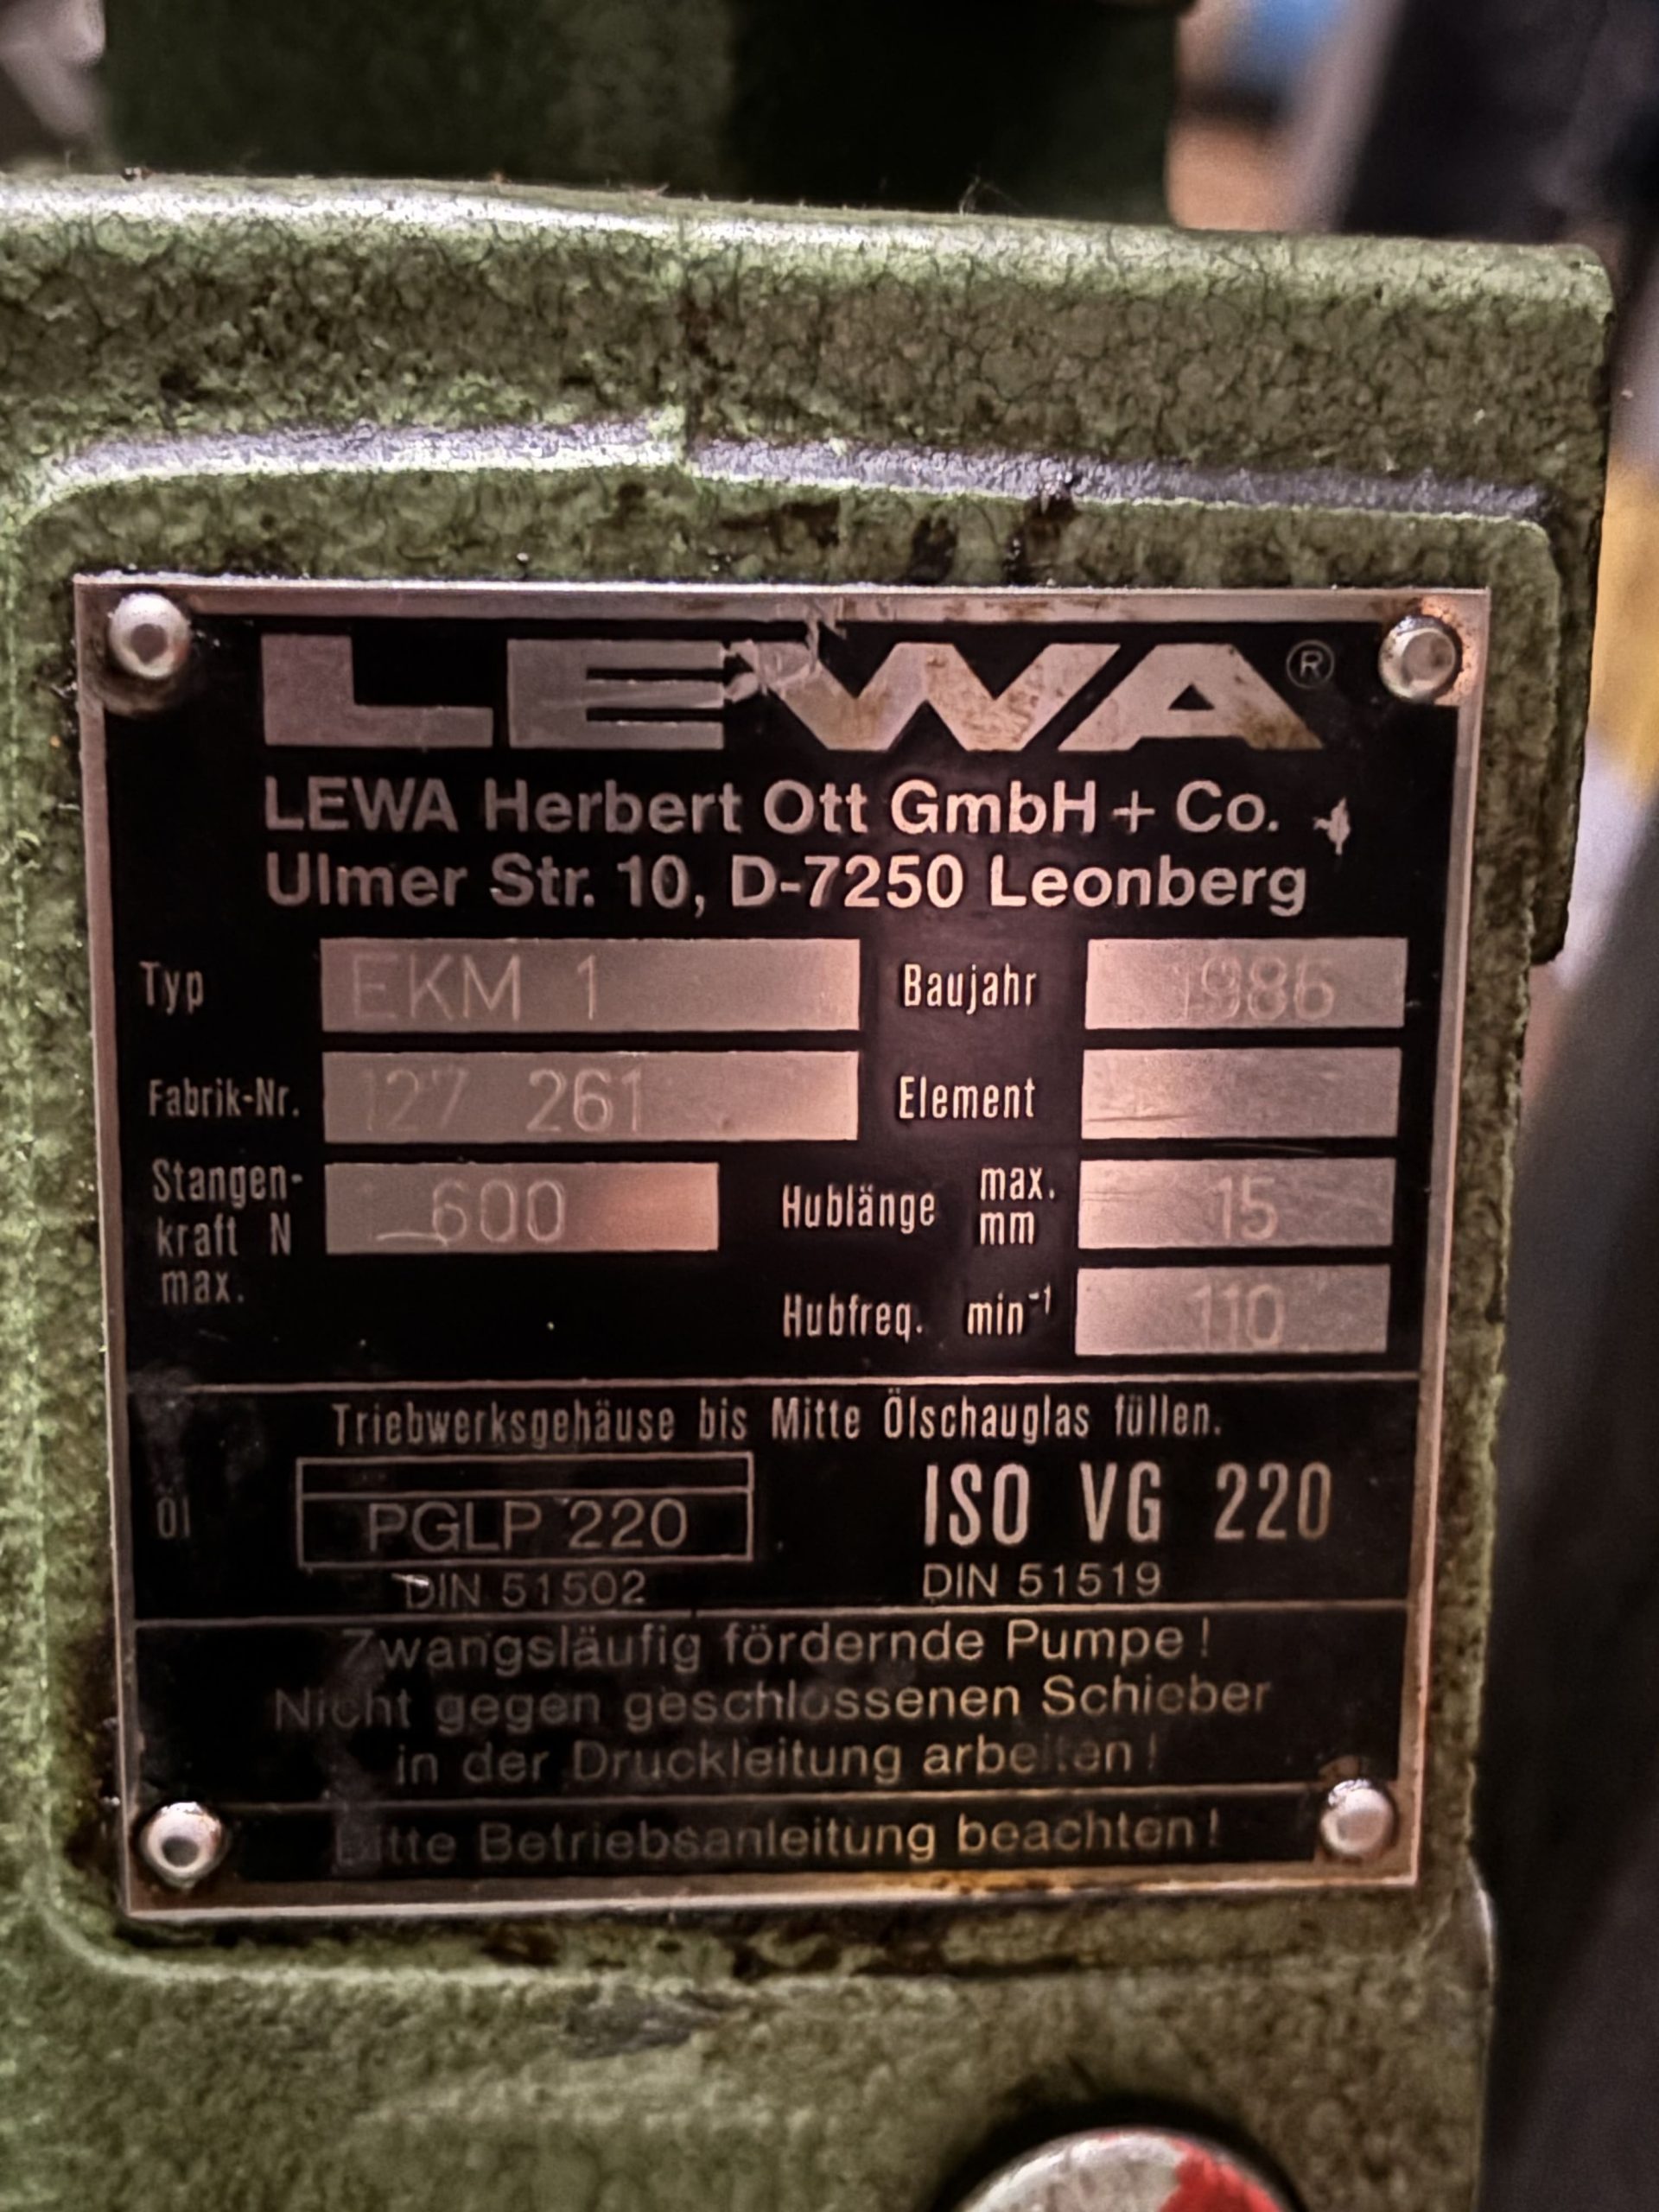 LEWA®
LEWA Herbert Ott GmbH + Co.
Ulmer Str. 10, D-7250 Leonberg
Typ EKM 1 Baujahr 1986
Fabrik-Nr. 127 261 Element
Stangen-
kraft N
max. 600 Hublänge max.
mm 15
Hubfreq. min⁻¹ 110
Triebwerksgehäuse bis Mitte Ölschauglas füllen.
Öl PGLP 220 ISO VG 220
DIN 51502 DIN 51519
Zwangsläufig fördernde Pumpe!
Nicht gegen geschlossenen Schieber
in der Druckleitung arbeiten!
Bitte Betriebsanleitung beachten!